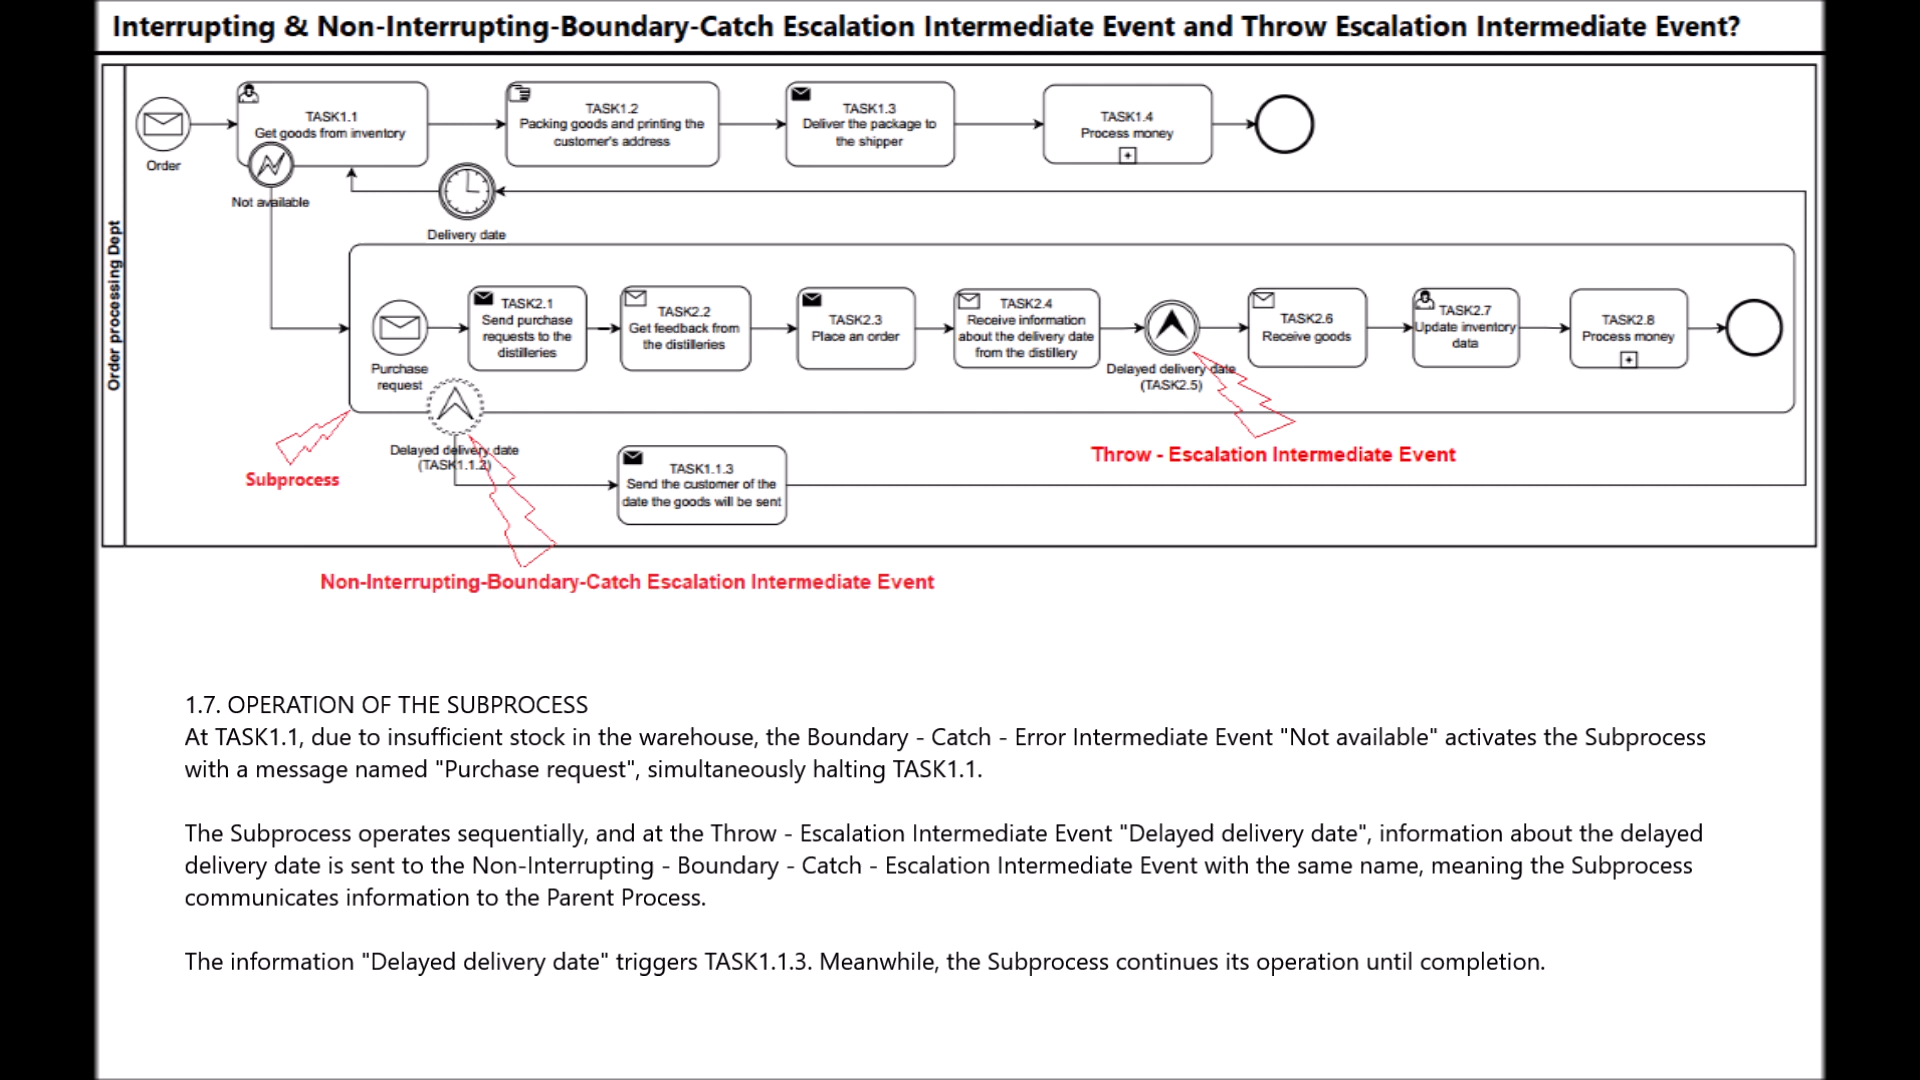 Interrupting & Non-Interrupting-Boundary-Catch Escalation Intermediate Event and Throw Escalation Intermediate Event?
Order processing Dept
Order
TASK1.1
Get goods from inventory
Not available
TASK1.2
Packing goods and printing the
customer's address
TASK1.3
Deliver the package to
the shipper
TASK1.4
Process money
Delivery date
Purchase
request
TASK2.1
Send purchase
requests to the
distilleries
TASK2.2
Get feedback from
the distilleries
TASK2.3
Place an order
TASK2.4
Receive information
about the delivery date
from the distillery
Delayed delivery date
(TASK2.5)
TASK2.6
Receive goods
TASK2.7
Update inventory
data
TASK2.8
Process money
Delayed delivery date
(TASK1.1.2)
TASK1.1.3
Send the customer of the
date the goods will be sent
Subprocess
Throw - Escalation Intermediate Event
Non-Interrupting-Boundary-Catch Escalation Intermediate Event
1.7. OPERATION OF THE SUBPROCESS
At TASK1.1, due to insufficient stock in the warehouse, the Boundary - Catch - Error Intermediate Event "Not available" activates the Subprocess
with a message named "Purchase request", simultaneously halting TASK1.1.
The Subprocess operates sequentially, and at the Throw - Escalation Intermediate Event "Delayed delivery date", information about the delayed
delivery date is sent to the Non-Interrupting - Boundary - Catch - Escalation Intermediate Event with the same name, meaning the Subprocess
communicates information to the Parent Process.
The information "Delayed delivery date" triggers TASK1.1.3. Meanwhile, the Subprocess continues its operation until completion.